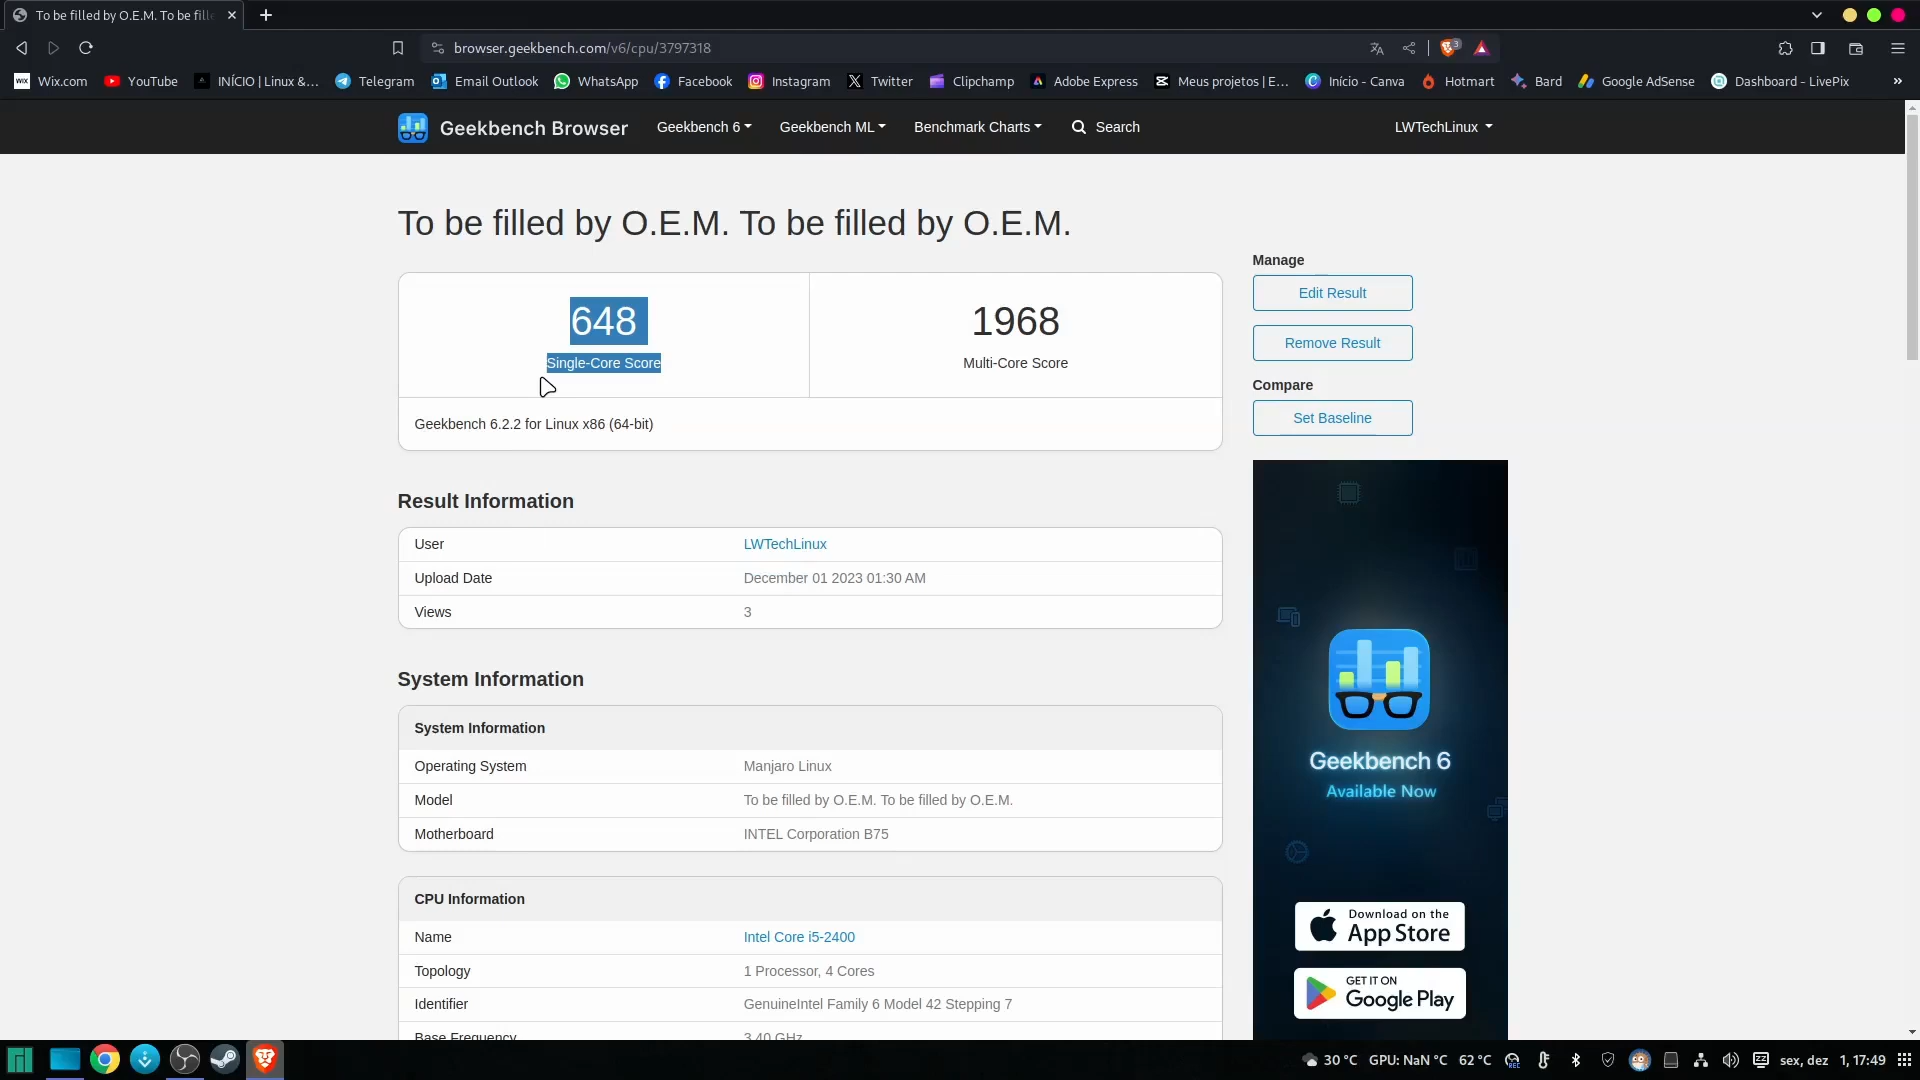 To be filled by O.E.M. To be fille
browser.geekbench.com/v6/cpu/3797318
3
Wix.com
YouTube
INÍCIO | Linux &...
Telegram
Email Outlook
WhatsApp
Facebook
Instagram
Twitter
Clipchamp
Adobe Express
Meus projetos | E...
Início - Canva
Hotmart
Bard
Google AdSense
Dashboard - LivePix
»
Geekbench Browser
Geekbench 6
Geekbench ML
Benchmark Charts
Search
LWTechLinux
To be filled by O.E.M. To be filled by O.E.M.
648
Single-Core Score
1968
Multi-Core Score
Geekbench 6.2.2 for Linux x86 (64-bit)
Manage
Edit Result
Remove Result
Compare
Set Baseline
Result Information
User LWTechLinux
Upload Date December 01 2023 01:30 AM
Views 3
System Information
System Information
Operating System Manjaro Linux
Model To be filled by O.E.M. To be filled by O.E.M.
Motherboard INTEL Corporation B75
CPU Information
Name Intel Core i5-2400
Topology 1 Processor, 4 Cores
Identifier GenuineIntel Family 6 Model 42 Stepping 7
Base Frequency 3.40 GHz
Geekbench 6
Available Now
Download on the
App Store
GET IT ON
Google Play
30 °C GPU: NaN °C 62 °C
sex, dez 1, 17:49